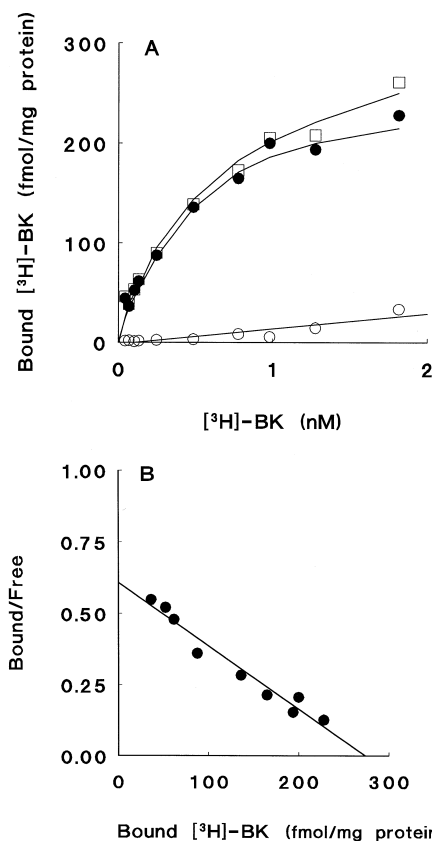 A
300
200
100
0
Bound [³H]-BK (fmol/mg protein)
0 1 2
[³H]-BK (nM)
B
1.00
0.75
0.50
0.25
0.00
Bound/Free
0 100 200 300
Bound [³H]-BK (fmol/mg protein